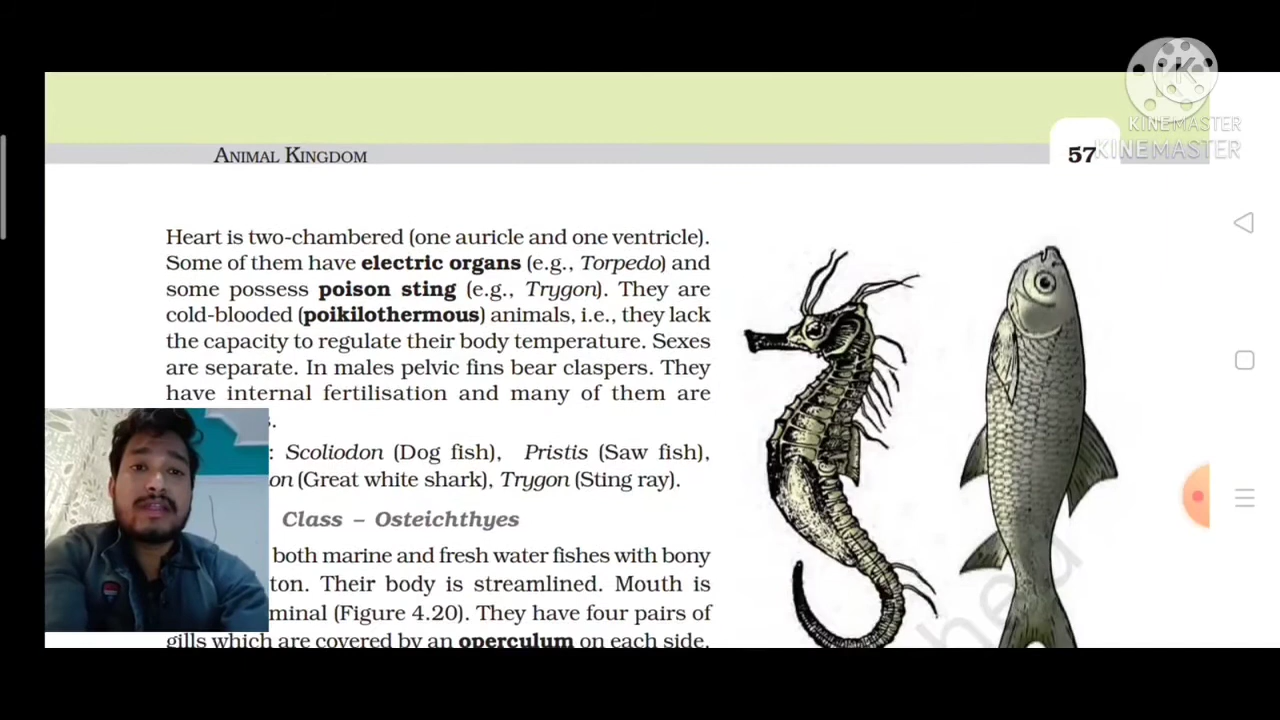 KINEMASTER
KINEMASTER
ANIMAL KINGDOM
57
Heart is two-chambered (one auricle and one ventricle).
Some of them have electric organs (e.g., Torpedo) and
some possess poison sting (e.g., Trygon). They are
cold-blooded (poikilothermous) animals, i.e., they lack
the capacity to regulate their body temperature. Sexes
are separate. In males pelvic fins bear claspers. They
have internal fertilisation and many of them are
s.
: Scoliodon (Dog fish), Pristis (Saw fish),
on (Great white shark), Trygon (Sting ray).
Class – Osteichthyes
both marine and fresh water fishes with bony
ton. Their body is streamlined. Mouth is
minal (Figure 4.20). They have four pairs of
gills which are covered by an operculum on each side.